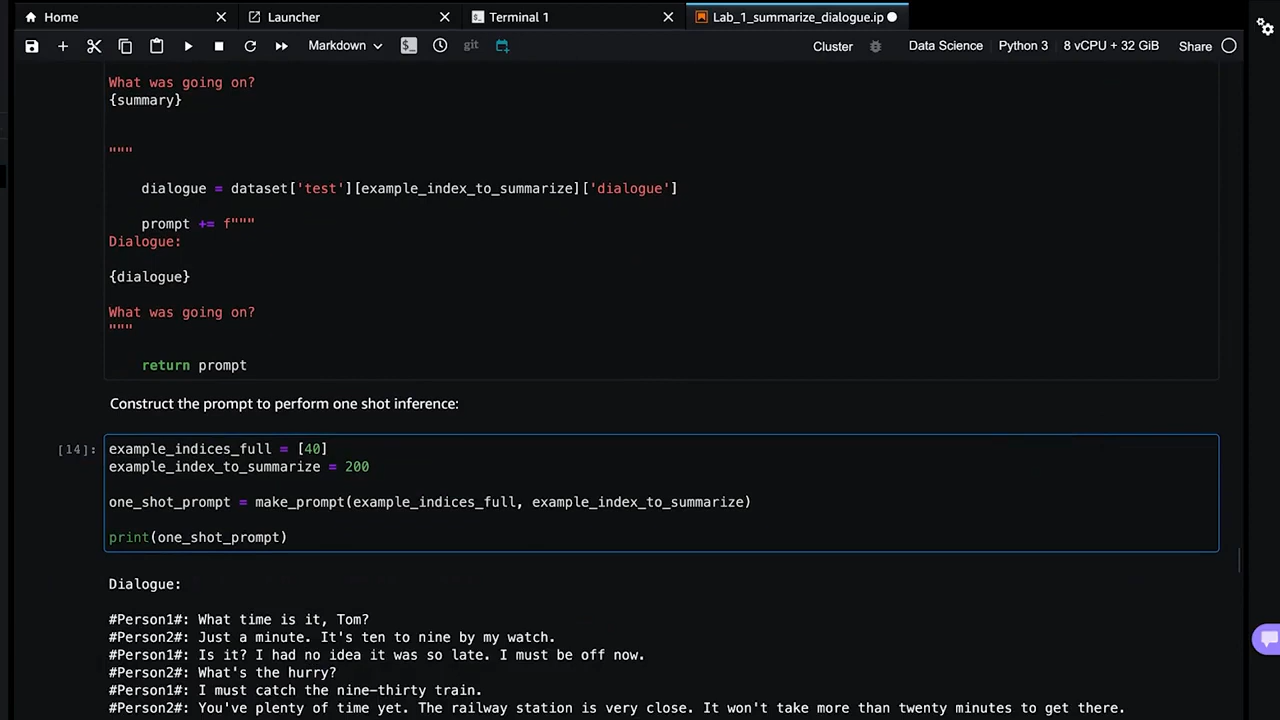 Home
Launcher
Terminal 1
Lab_1_summarize_dialogue.ip
Markdown
git
Cluster
Data Science
Python 3
8 vCPU + 32 GiB
Share
What was going on?
{summary}
"""
dialogue = dataset['test'][example_index_to_summarize]['dialogue']
prompt += f"""
Dialogue:
{dialogue}
What was going on?
"""
return prompt
Construct the prompt to perform one shot inference:
[14]:
example_indices_full = [40]
example_index_to_summarize = 200
one_shot_prompt = make_prompt(example_indices_full, example_index_to_summarize)
print(one_shot_prompt)
Dialogue:
#Person1#: What time is it, Tom?
#Person2#: Just a minute. It's ten to nine by my watch.
#Person1#: Is it? I had no idea it was so late. I must be off now.
#Person2#: What's the hurry?
#Person1#: I must catch the nine-thirty train.
#Person2#: You've plenty of time yet. The railway station is very close. It won't take more than twenty minutes to get there.